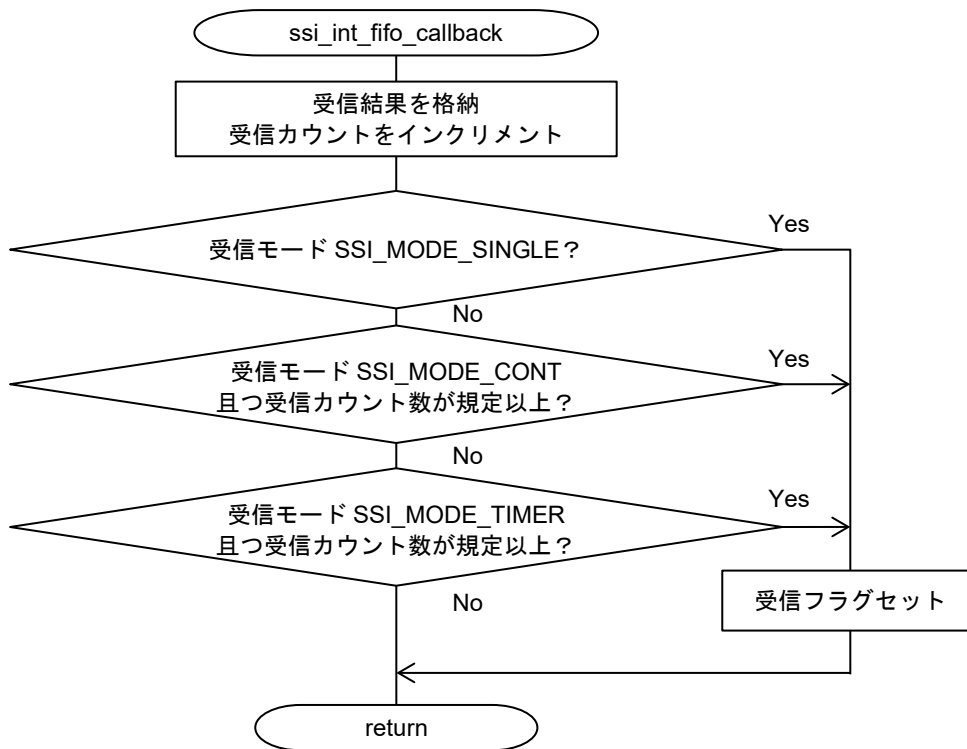 ssi_int_fifo_callback
受信結果を格納
受信カウントをインクリメント
受信モード SSI_MODE_SINGLE？
Yes
No
受信モード SSI_MODE_CONT
且つ受信カウント数が規定以上？
Yes
No
受信モード SSI_MODE_TIMER
且つ受信カウント数が規定以上？
Yes
No
受信フラグセット
return